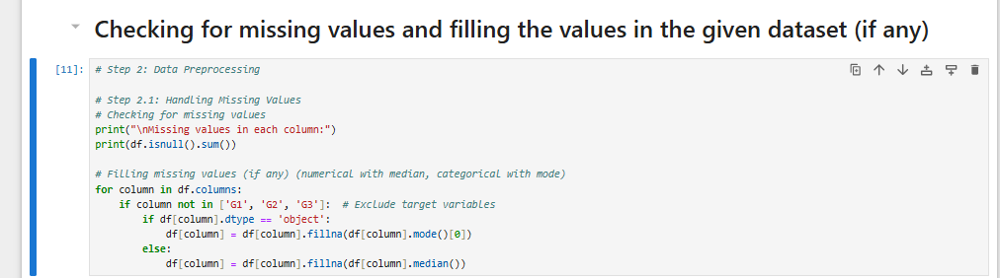 Checking for missing values and filling the values in the given dataset (if any)
[11]: # Step 2: Data Preprocessing
# Step 2.1: Handling Missing Values
# Checking for missing values
print("\nMissing values in each column:")
print(df.isnull().sum())
# Filling missing values (if any) (numerical with median, categorical with mode)
for column in df.columns:
    if column not in ['G1', 'G2', 'G3']:  # Exclude target variables
        if df[column].dtype == 'object':
            df[column] = df[column].fillna(df[column].mode()[0])
        else:
            df[column] = df[column].fillna(df[column].median())